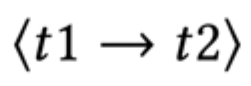 ⟨t1 → t2⟩